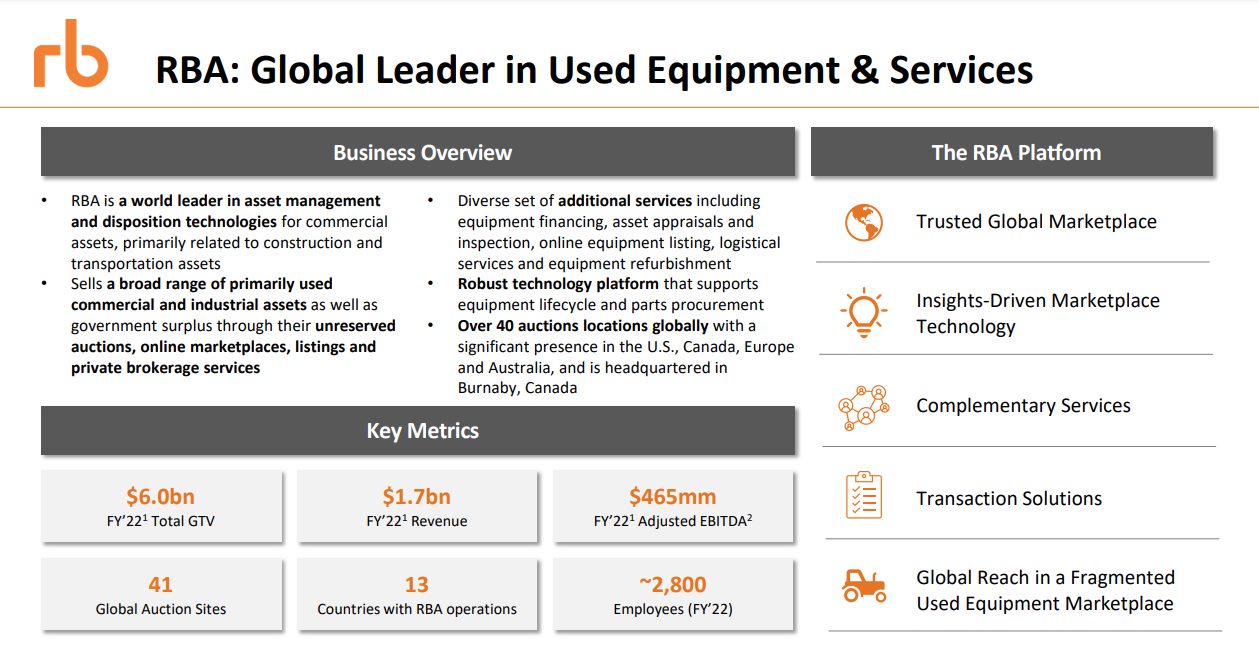 rb
RBA: Global Leader in Used Equipment & Services
Business Overview
• RBA is a world leader in asset management
and disposition technologies for commercial
assets, primarily related to construction and
transportation assets
• Sells a broad range of primarily used
commercial and industrial assets as well as
government surplus through their unreserved
auctions, online marketplaces, listings and
private brokerage services
• Diverse set of additional services including
equipment financing, asset appraisals and
inspection, online equipment listing, logistical
services and equipment refurbishment
• Robust technology platform that supports
equipment lifecycle and parts procurement
• Over 40 auctions locations globally with a
significant presence in the U.S., Canada, Europe
and Australia, and is headquartered in
Burnaby, Canada
Key Metrics
$6.0bn
FY’22¹ Total GTV
$1.7bn
FY’22¹ Revenue
$465mm
FY’22¹ Adjusted EBITDA²
41
Global Auction Sites
13
Countries with RBA operations
~2,800
Employees (FY’22)
The RBA Platform
Trusted Global Marketplace
Insights-Driven Marketplace
Technology
Complementary Services
Transaction Solutions
Global Reach in a Fragmented
Used Equipment Marketplace